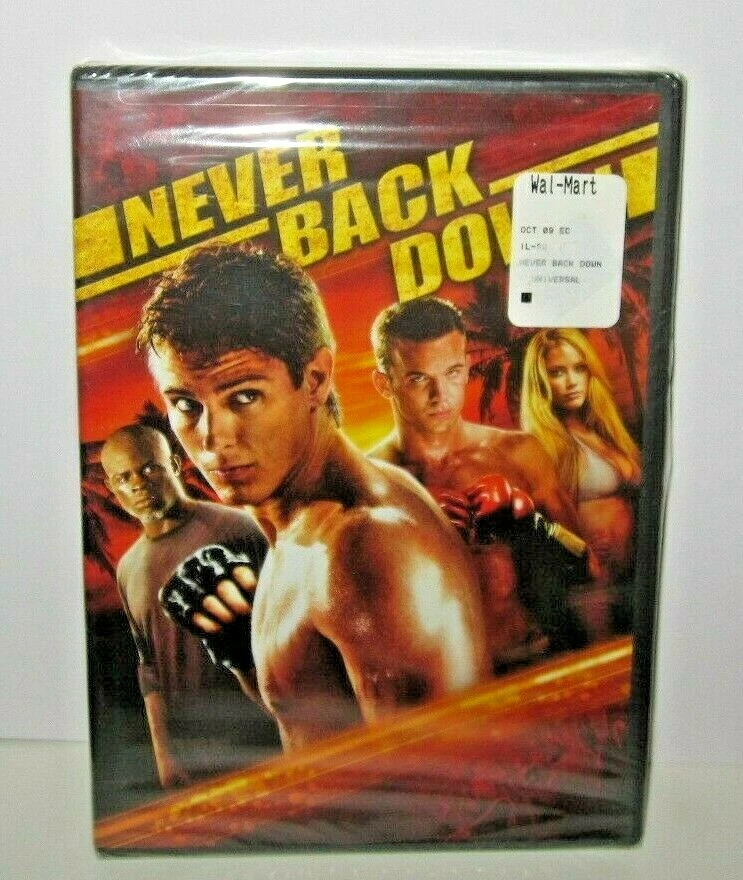 NEVER
BACK
DOW
Wal-Mart
OCT 09 SC
NEVER BACK DOWN
UNIVERSAL